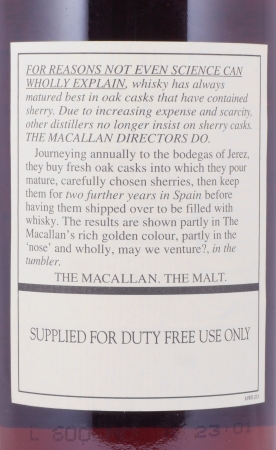 FOR REASONS NOT EVEN SCIENCE CAN
WHOLLY EXPLAIN, whisky has always
matured best in oak casks that have contained
sherry. Due to increasing expense and scarcity,
other distillers no longer insist on sherry casks.
THE MACALLAN DIRECTORS DO.
Journeying annually to the bodegas of Jerez,
they buy fresh oak casks into which they pour
mature, carefully chosen sherries, then keep
them for two further years in Spain before
having them shipped over to be filled with
whisky. The results are shown partly in The
Macallan's rich golden colour, partly in the
'nose' and wholly, may we venture?, in the
tumbler.
THE MACALLAN. THE MALT.
SUPPLIED FOR DUTY FREE USE ONLY